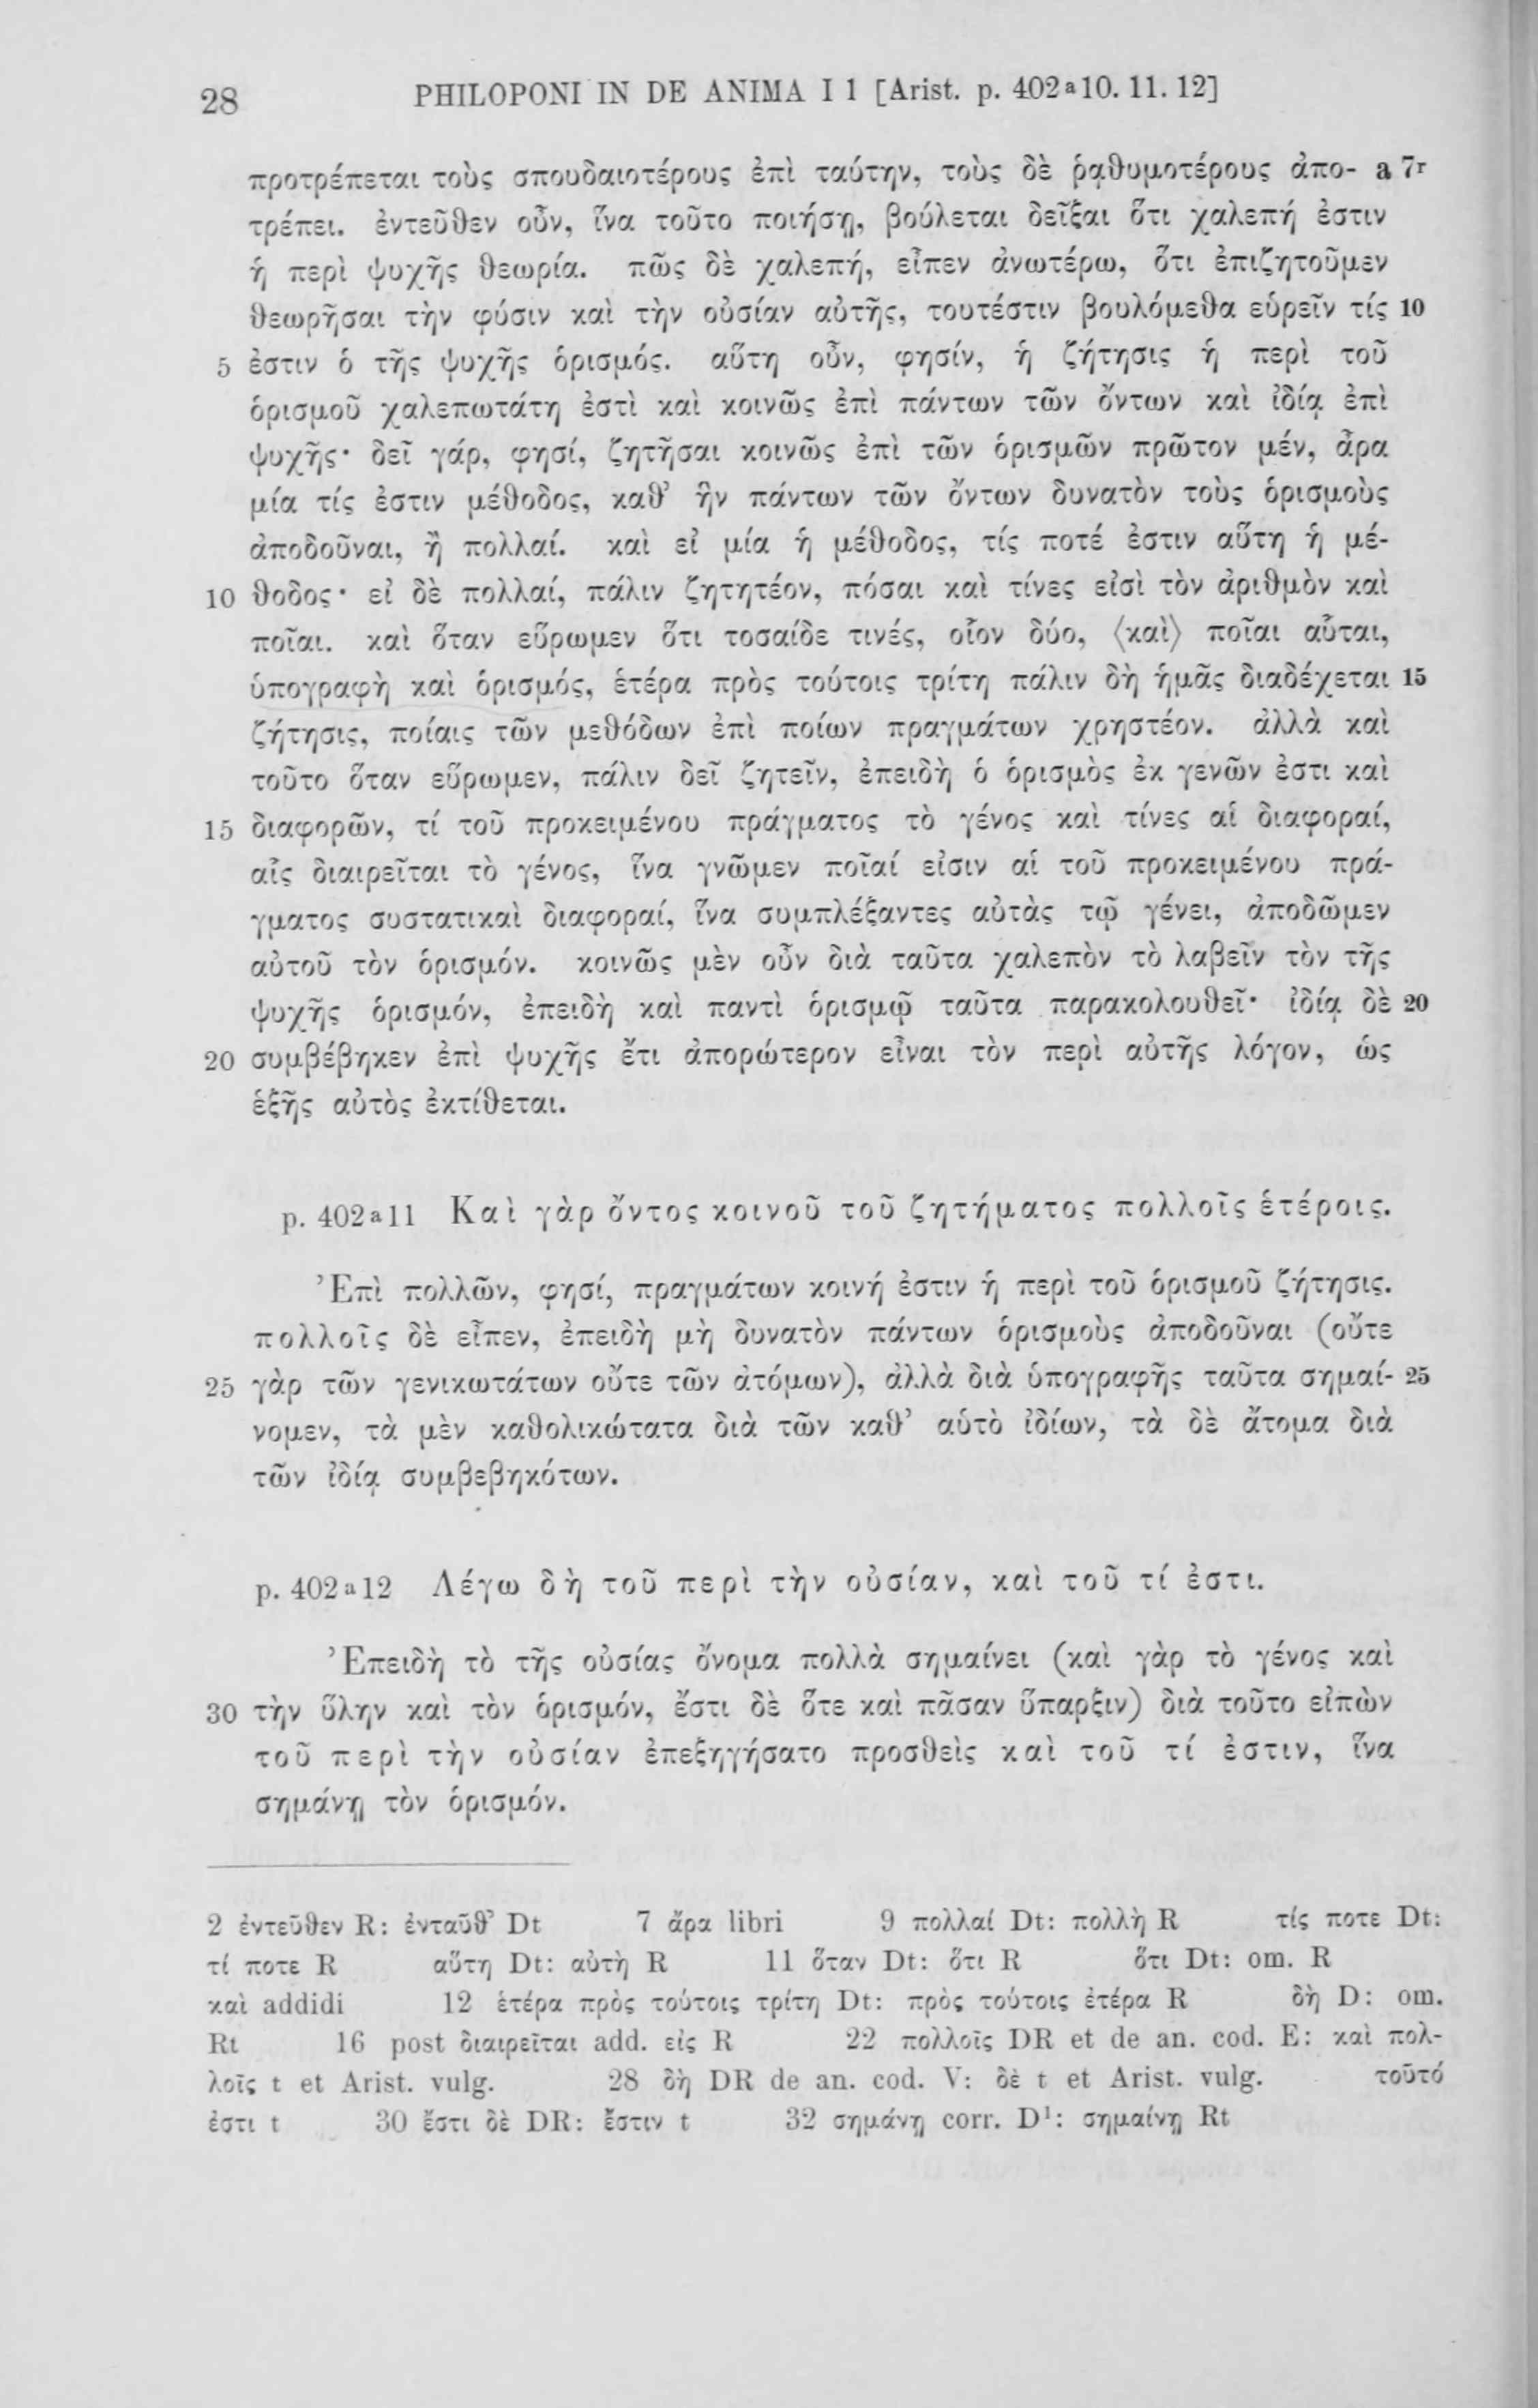 28 PHILOPONI IN DE ANIMA I 1 [Arist. p. 402ᵃ10. 11. 12]
προτρέπεται τοὺς σπουδαιοτέρους ἐπὶ ταύτην, τοὺς δὲ ῥᾳθυμοτέρους ἀπο- a 7r
τρέπει. ἐντεῦθεν οὖν, ἵνα τοῦτο ποιήσῃ, βούλεται δεῖξαι ὅτι χαλεπή ἐστιν
ἡ περὶ ψυχῆς θεωρία. πῶς δὲ χαλεπή, εἶπεν ἀνωτέρω, ὅτι ἐπιζητοῦμεν
θεωρῆσαι τὴν φύσιν καὶ τὴν οὐσίαν αὐτῆς, τουτέστιν βουλόμεθα εὑρεῖν τίς 10
5 ἐστιν ὁ τῆς ψυχῆς ὁρισμός. αὕτη οὖν, φησίν, ἡ ζήτησις ἡ περὶ τοῦ
ὁρισμοῦ χαλεπωτάτη ἐστὶ καὶ κοινῶς ἐπὶ πάντων τῶν ὄντων καὶ ἰδίᾳ ἐπὶ
ψυχῆς· δεῖ γάρ, φησί, ζητῆσαι κοινῶς ἐπὶ τῶν ὁρισμῶν πρῶτον μέν, ἆρα
μία τίς ἐστιν μέθοδος, καθ’ ἣν πάντων τῶν ὄντων δυνατὸν τοὺς ὁρισμοὺς
ἀποδοῦναι, ἢ πολλαί. καὶ εἰ μία ἡ μέθοδος, τίς ποτέ ἐστιν αὕτη ἡ μέ-
10 θοδος· εἰ δὲ πολλαί, πάλιν ζητητέον, πόσαι καὶ τίνες εἰσὶ τὸν ἀριθμὸν καὶ
ποῖαι. καὶ ὅταν εὕρωμεν ὅτι τοσαίδε τινές, οἷον δύο, ⟨καὶ⟩ ποῖαι αὗται,
ὑπογραφὴ καὶ ὁρισμός, ἑτέρα πρὸς τούτοις τρίτη πάλιν δὴ ἡμᾶς διαδέχεται 15
ζήτησις, ποίαις τῶν μεθόδων ἐπὶ ποίων πραγμάτων χρηστέον. ἀλλὰ καὶ
τοῦτο ὅταν εὕρωμεν, πάλιν δεῖ ζητεῖν, ἐπειδὴ ὁ ὁρισμὸς ἐκ γενῶν ἐστι καὶ
15 διαφορῶν, τί τοῦ προκειμένου πράγματος τὸ γένος καὶ τίνες αἱ διαφοραί,
αἷς διαιρεῖται τὸ γένος, ἵνα γνῶμεν ποῖαί εἰσιν αἱ τοῦ προκειμένου πρά-
γματος συστατικαὶ διαφοραί, ἵνα συμπλέξαντες αὐτὰς τῷ γένει, ἀποδῶμεν
αὐτοῦ τὸν ὁρισμόν. κοινῶς μὲν οὖν διὰ ταῦτα χαλεπὸν τὸ λαβεῖν τὸν τῆς
ψυχῆς ὁρισμόν, ἐπειδὴ καὶ παντὶ ὁρισμῷ ταῦτα παρακολουθεῖ· ἰδίᾳ δὲ 20
20 συμβέβηκεν ἐπὶ ψυχῆς ἔτι ἀπορώτερον εἶναι τὸν περὶ αὐτῆς λόγον, ὡς
ἑξῆς αὐτὸς ἐκτίθεται.
p. 402ᵃ11 Καὶ γὰρ ὄντος κοινοῦ τοῦ ζητήματος πολλοῖς ἑτέροις.
Ἐπὶ πολλῶν, φησί, πραγμάτων κοινή ἐστιν ἡ περὶ τοῦ ὁρισμοῦ ζήτησις.
πολλοῖς δὲ εἶπεν, ἐπειδὴ μὴ δυνατὸν πάντων ὁρισμοὺς ἀποδοῦναι (οὔτε
25 γὰρ τῶν γενικωτάτων οὔτε τῶν ἀτόμων), ἀλλὰ διὰ ὑπογραφῆς ταῦτα σημαί- 25
νομεν, τὰ μὲν καθολικώτατα διὰ τῶν καθ’ αὑτὸ ἰδίων, τὰ δὲ ἄτομα διὰ
τῶν ἰδίᾳ συμβεβηκότων.
p. 402ᵃ12 Λέγω δὴ τοῦ περὶ τὴν οὐσίαν, καὶ τοῦ τί ἐστι.
Ἐπειδὴ τὸ τῆς οὐσίας ὄνομα πολλὰ σημαίνει (καὶ γὰρ τὸ γένος καὶ
30 τὴν ὕλην καὶ τὸν ὁρισμόν, ἔστι δὲ ὅτε καὶ πᾶσαν ὕπαρξιν) διὰ τοῦτο εἰπὼν
τοῦ περὶ τὴν οὐσίαν ἐπεξηγήσατο προσθεὶς καὶ τοῦ τί ἐστιν, ἵνα
σημάνῃ τὸν ὁρισμόν.
2 ἐντεῦθεν R: ἐνταῦθ’ Dt 7 ἄρα libri 9 πολλαί Dt: πολλὴ R τίς ποτε Dt:
τί ποτε R αὕτη Dt: αὐτὴ R 11 ὅταν Dt: ὅτι R ὅτι Dt: om. R
καὶ addidi 12 ἑτέρα πρὸς τούτοις τρίτη Dt: πρὸς τούτοις ἑτέρα R δὴ D: om.
Rt 16 post διαιρεῖται add. εἰς R 22 πολλοῖς DR et de an. cod. E: καὶ πολ-
λοῖς t et Arist. vulg. 28 δὴ DR de an. cod. V: δὲ t et Arist. vulg. τοῦτό
ἐστι t 30 ἔστι δὲ DR: ἔστιν t 32 σημάνῃ corr. D¹: σημαίνῃ Rt